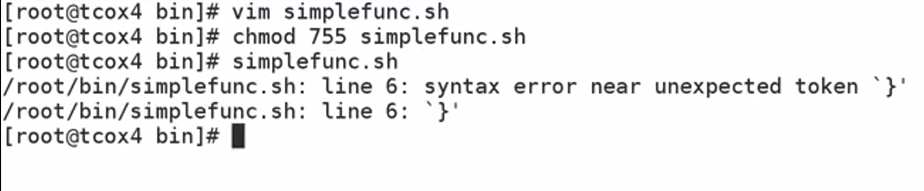 [root@tcox4 bin]# vim simplefunc.sh
[root@tcox4 bin]# chmod 755 simplefunc.sh
[root@tcox4 bin]# simplefunc.sh
/root/bin/simplefunc.sh: line 6: syntax error near unexpected token `}'
/root/bin/simplefunc.sh: line 6: `}'
[root@tcox4 bin]#